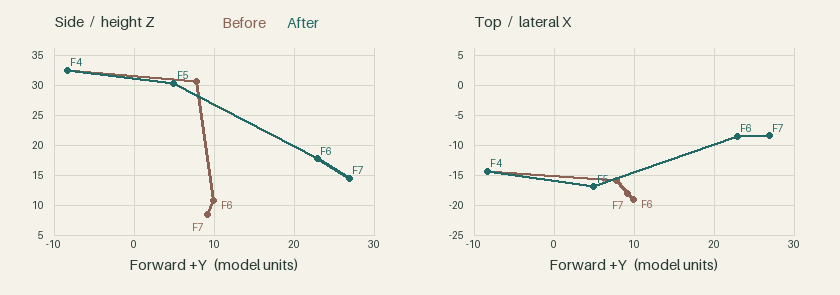 Side / height Z
Before After
35
30
25
20
15
10
5
-10 0 10 20 30
F4
F5
F6
F7
F6
F7
Forward +Y (model units)
Top / lateral X
5
0
-5
-10
-15
-20
-25
-10 0 10 20 30
F6 F7
F4
F5
F7 F6
Forward +Y (model units)